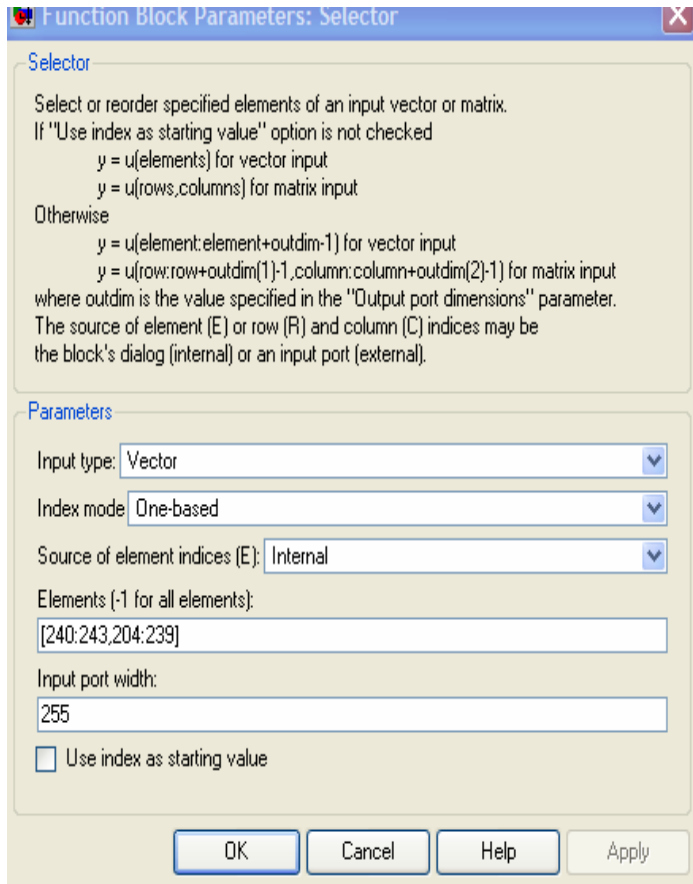 Function Block Parameters: Selector
Selector
Select or reorder specified elements of an input vector or matrix.
If "Use index as starting value" option is not checked
y = u(elements) for vector input
y = u(rows,columns) for matrix input
Otherwise
y = u(element:element+outdim-1) for vector input
y = u(row:row+outdim(1)-1,column:column+outdim(2)-1) for matrix input
where outdim is the value specified in the "Output port dimensions" parameter.
The source of element (E) or row (R) and column (C) indices may be
the block's dialog (internal) or an input port (external).
Parameters
Input type: Vector
Index mode One-based
Source of element indices (E): Internal
Elements (-1 for all elements):
[240:243,204:239]
Input port width:
255
Use index as starting value
OK Cancel Help Apply